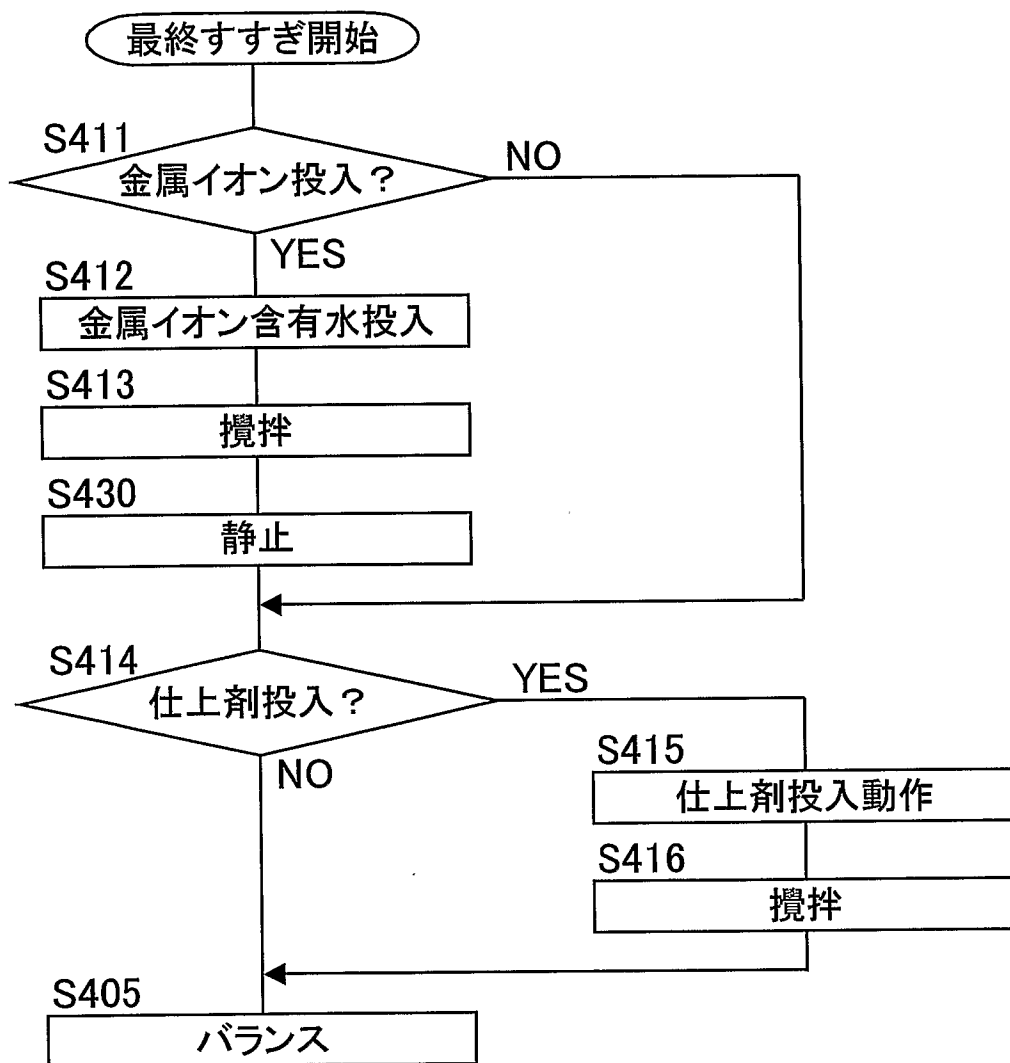 最終すすぎ開始
S411
金属イオン投入？
NO
YES
S412
金属イオン含有水投入
S413
攪拌
S430
静止
S414
仕上剤投入？
YES
NO
S415
仕上剤投入動作
S416
攪拌
S405
バランス